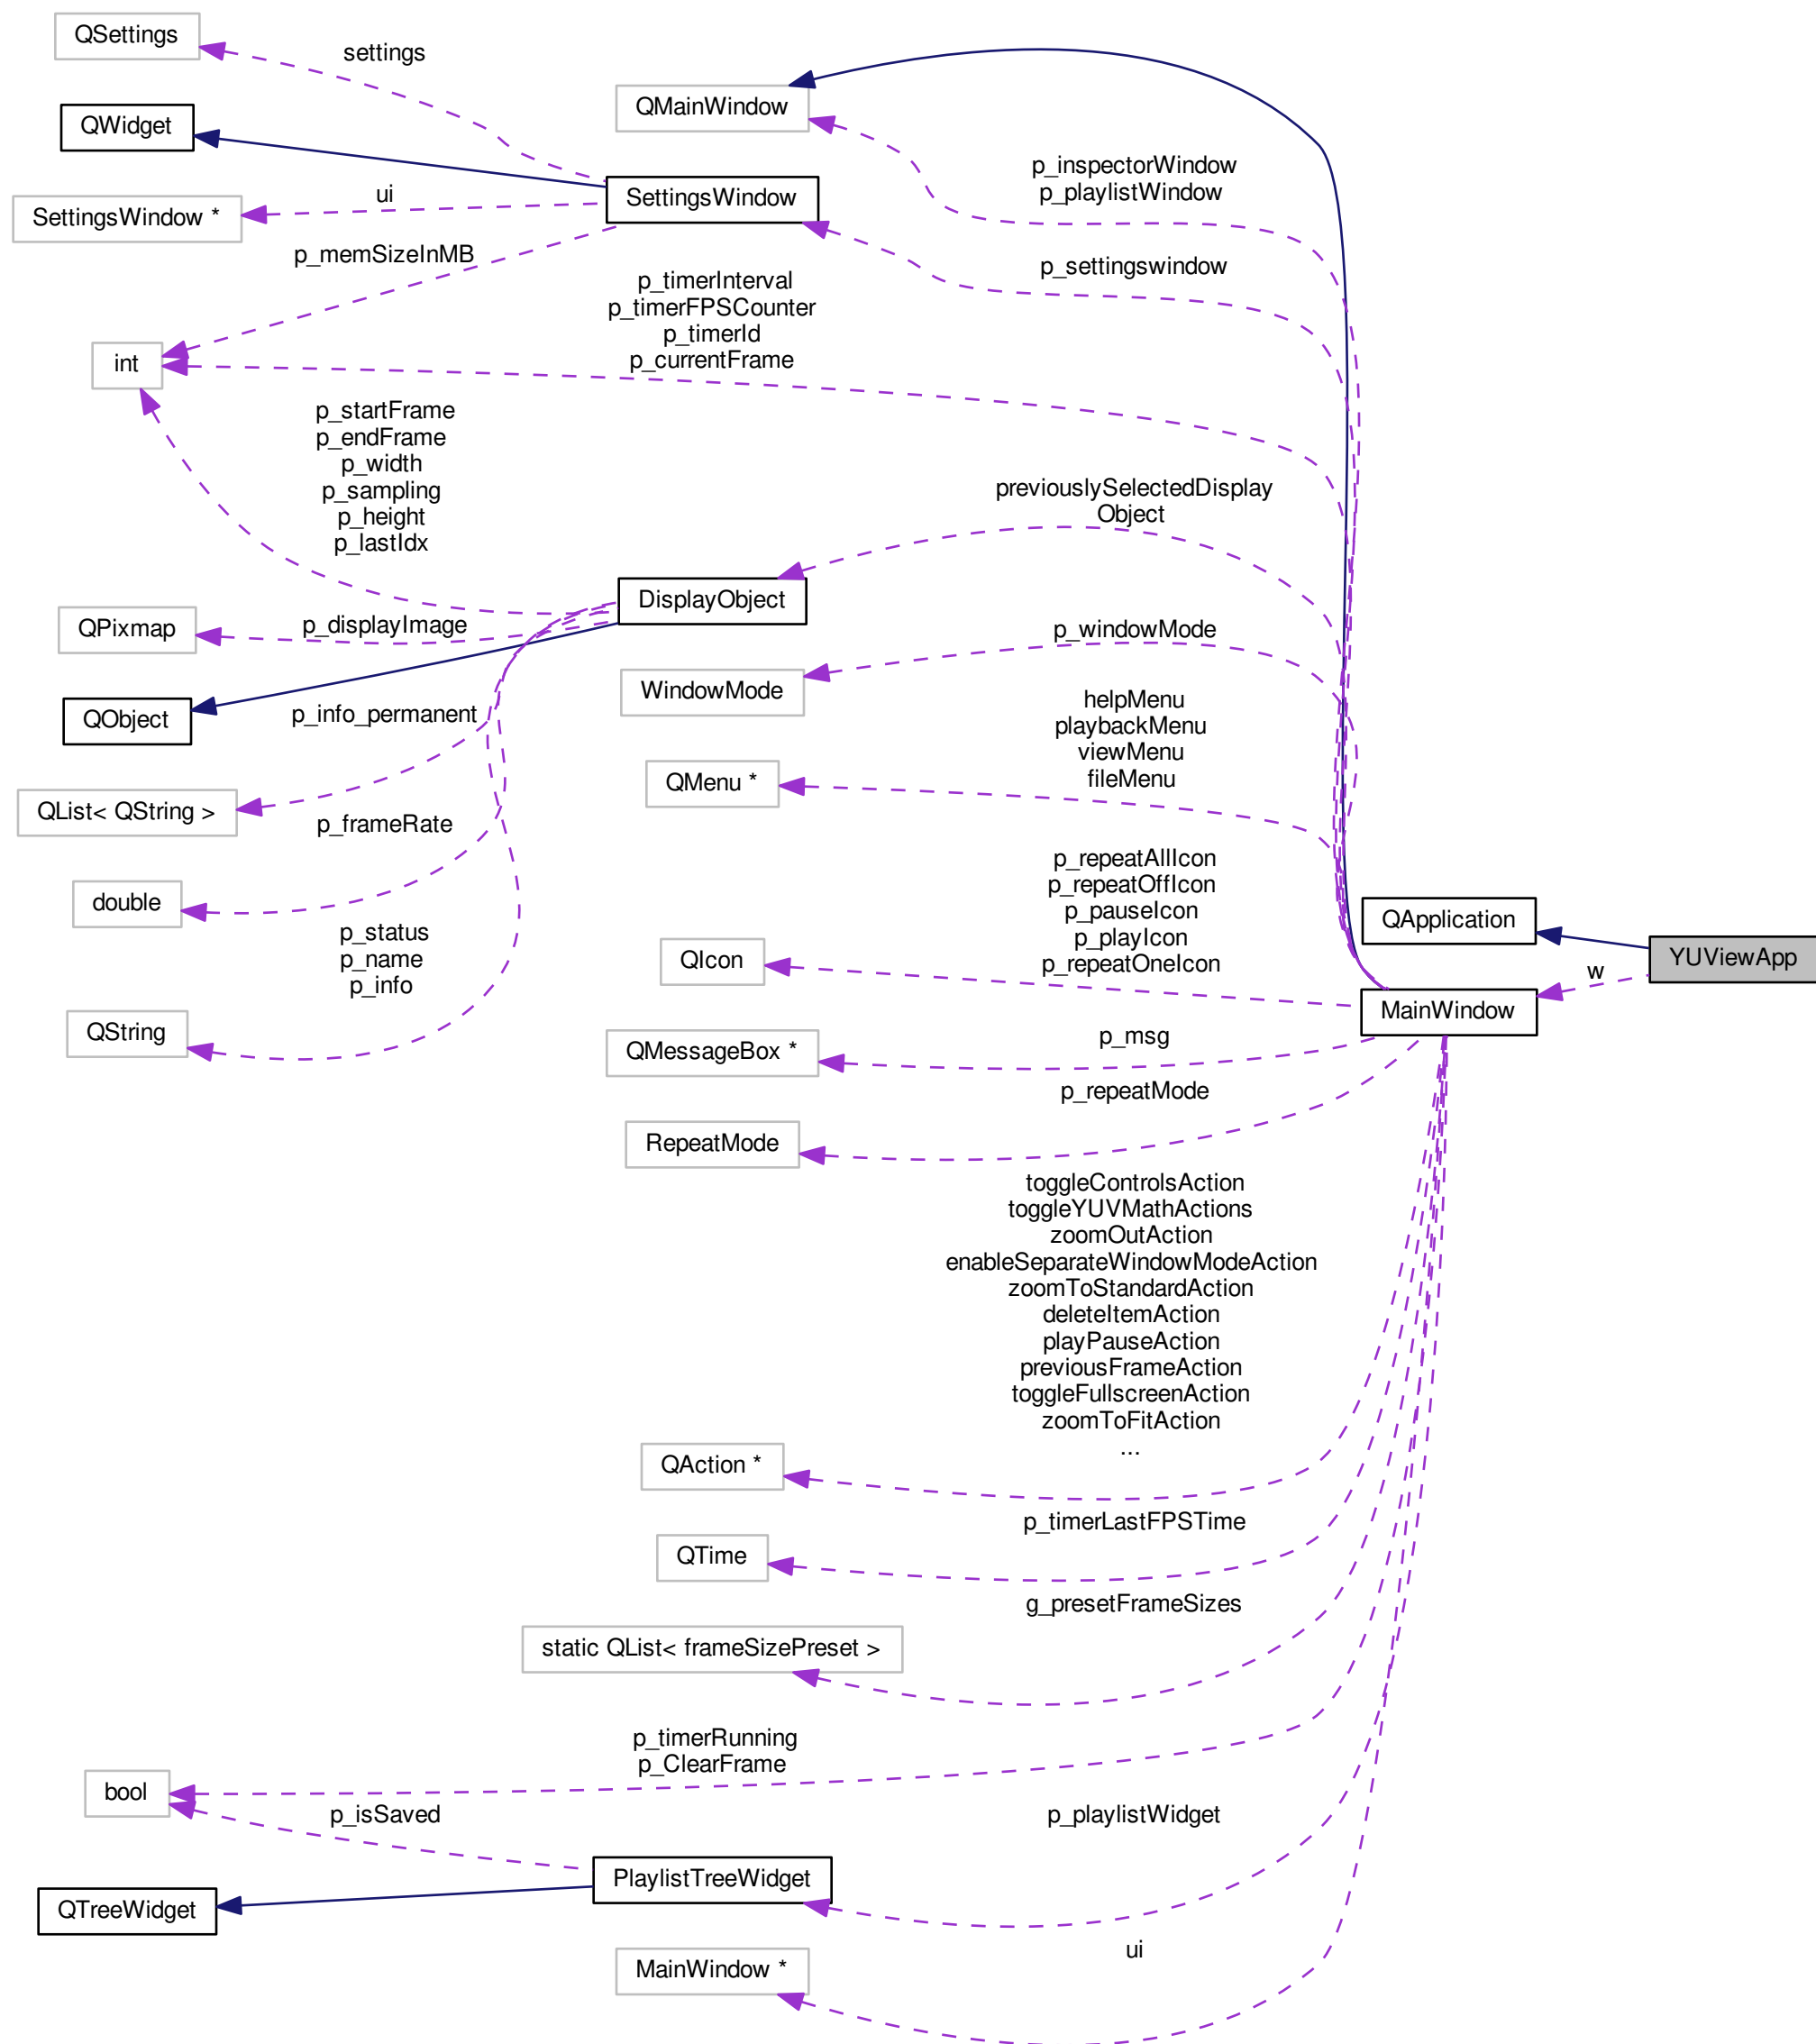 QSettings
settings
QWidget
QMainWindow
SettingsWindow *
ui
SettingsWindow
p_inspectorWindow
p_playlistWindow
p_memSizeInMB
p_settingswindow
p_timerInterval
p_timerFPSCounter
p_timerId
p_currentFrame
int
p_startFrame
p_endFrame
p_width
p_sampling
p_height
p_lastIdx
previouslySelectedDisplay
Object
DisplayObject
QPixmap
p_displayImage
p_windowMode
WindowMode
QObject
p_info_permanent
helpMenu
playbackMenu
viewMenu
fileMenu
QMenu *
QList< QString >
p_frameRate
double
p_repeatAllIcon
p_repeatOffIcon
p_pauseIcon
p_playIcon
p_repeatOneIcon
QIcon
QApplication
YUViewApp
w
p_status
p_name
p_info
QString
MainWindow
QMessageBox *
p_msg
p_repeatMode
RepeatMode
toggleControlsAction
toggleYUVMathActions
zoomOutAction
enableSeparateWindowModeAction
zoomToStandardAction
deleteItemAction
playPauseAction
previousFrameAction
toggleFullscreenAction
zoomToFitAction
...
QAction *
p_timerLastFPSTime
QTime
g_presetFrameSizes
static QList< frameSizePreset >
p_timerRunning
p_ClearFrame
bool
p_isSaved
p_playlistWidget
PlaylistTreeWidget
QTreeWidget
ui
MainWindow *